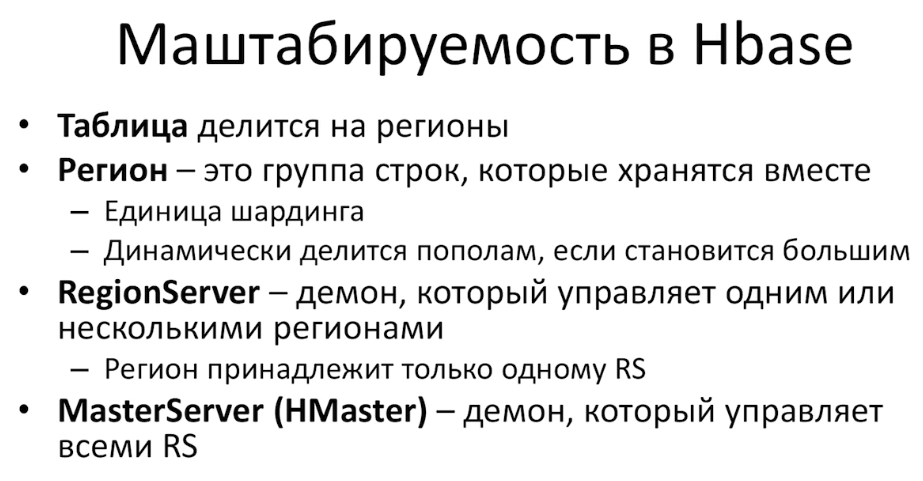 Маштабируемость в Hbase
• Таблица делится на регионы
• Регион – это группа строк, которые хранятся вместе
– Единица шардинга
– Динамически делится пополам, если становится большим
• RegionServer – демон, который управляет одним или
несколькими регионами
– Регион принадлежит только одному RS
• MasterServer (HMaster) – демон, который управляет
всеми RS